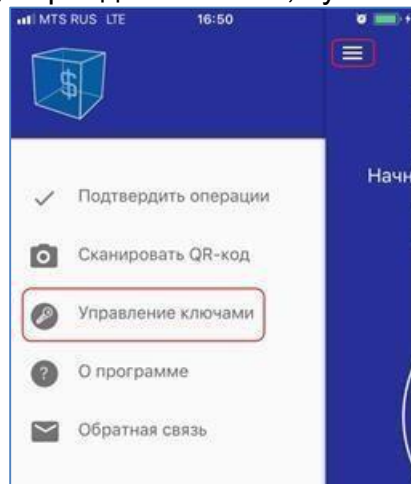 MTS RUS LTE 16:50
$
Начн
Подтвердить операции
Сканировать QR-код
Управление ключами
?
О программе
Обратная связь